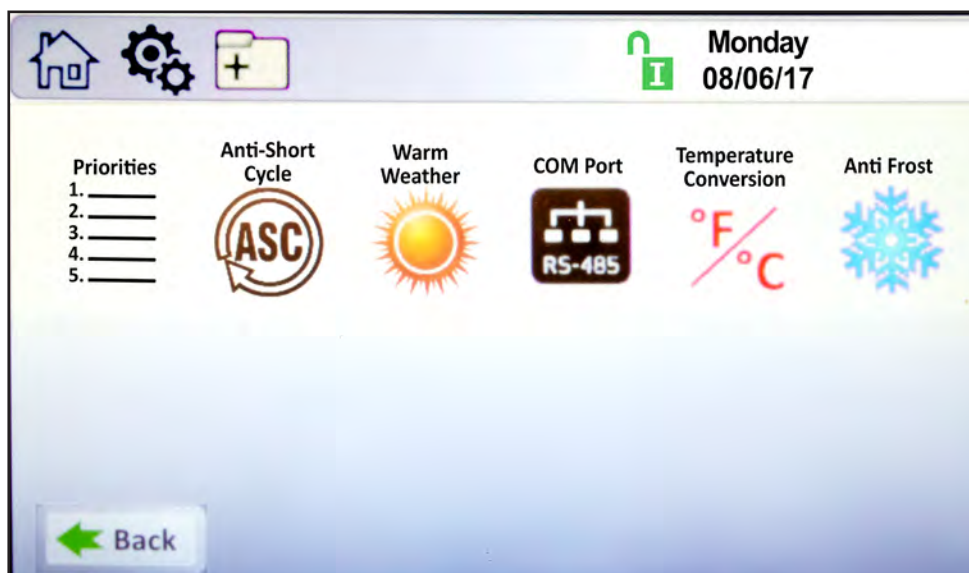 I
Monday
08/06/17
Priorities
1.
2.
3.
4.
5.
Anti-Short
Cycle
ASC
Warm
Weather
COM Port
RS-485
Temperature
Conversion
°F/°C
Anti Frost
Back